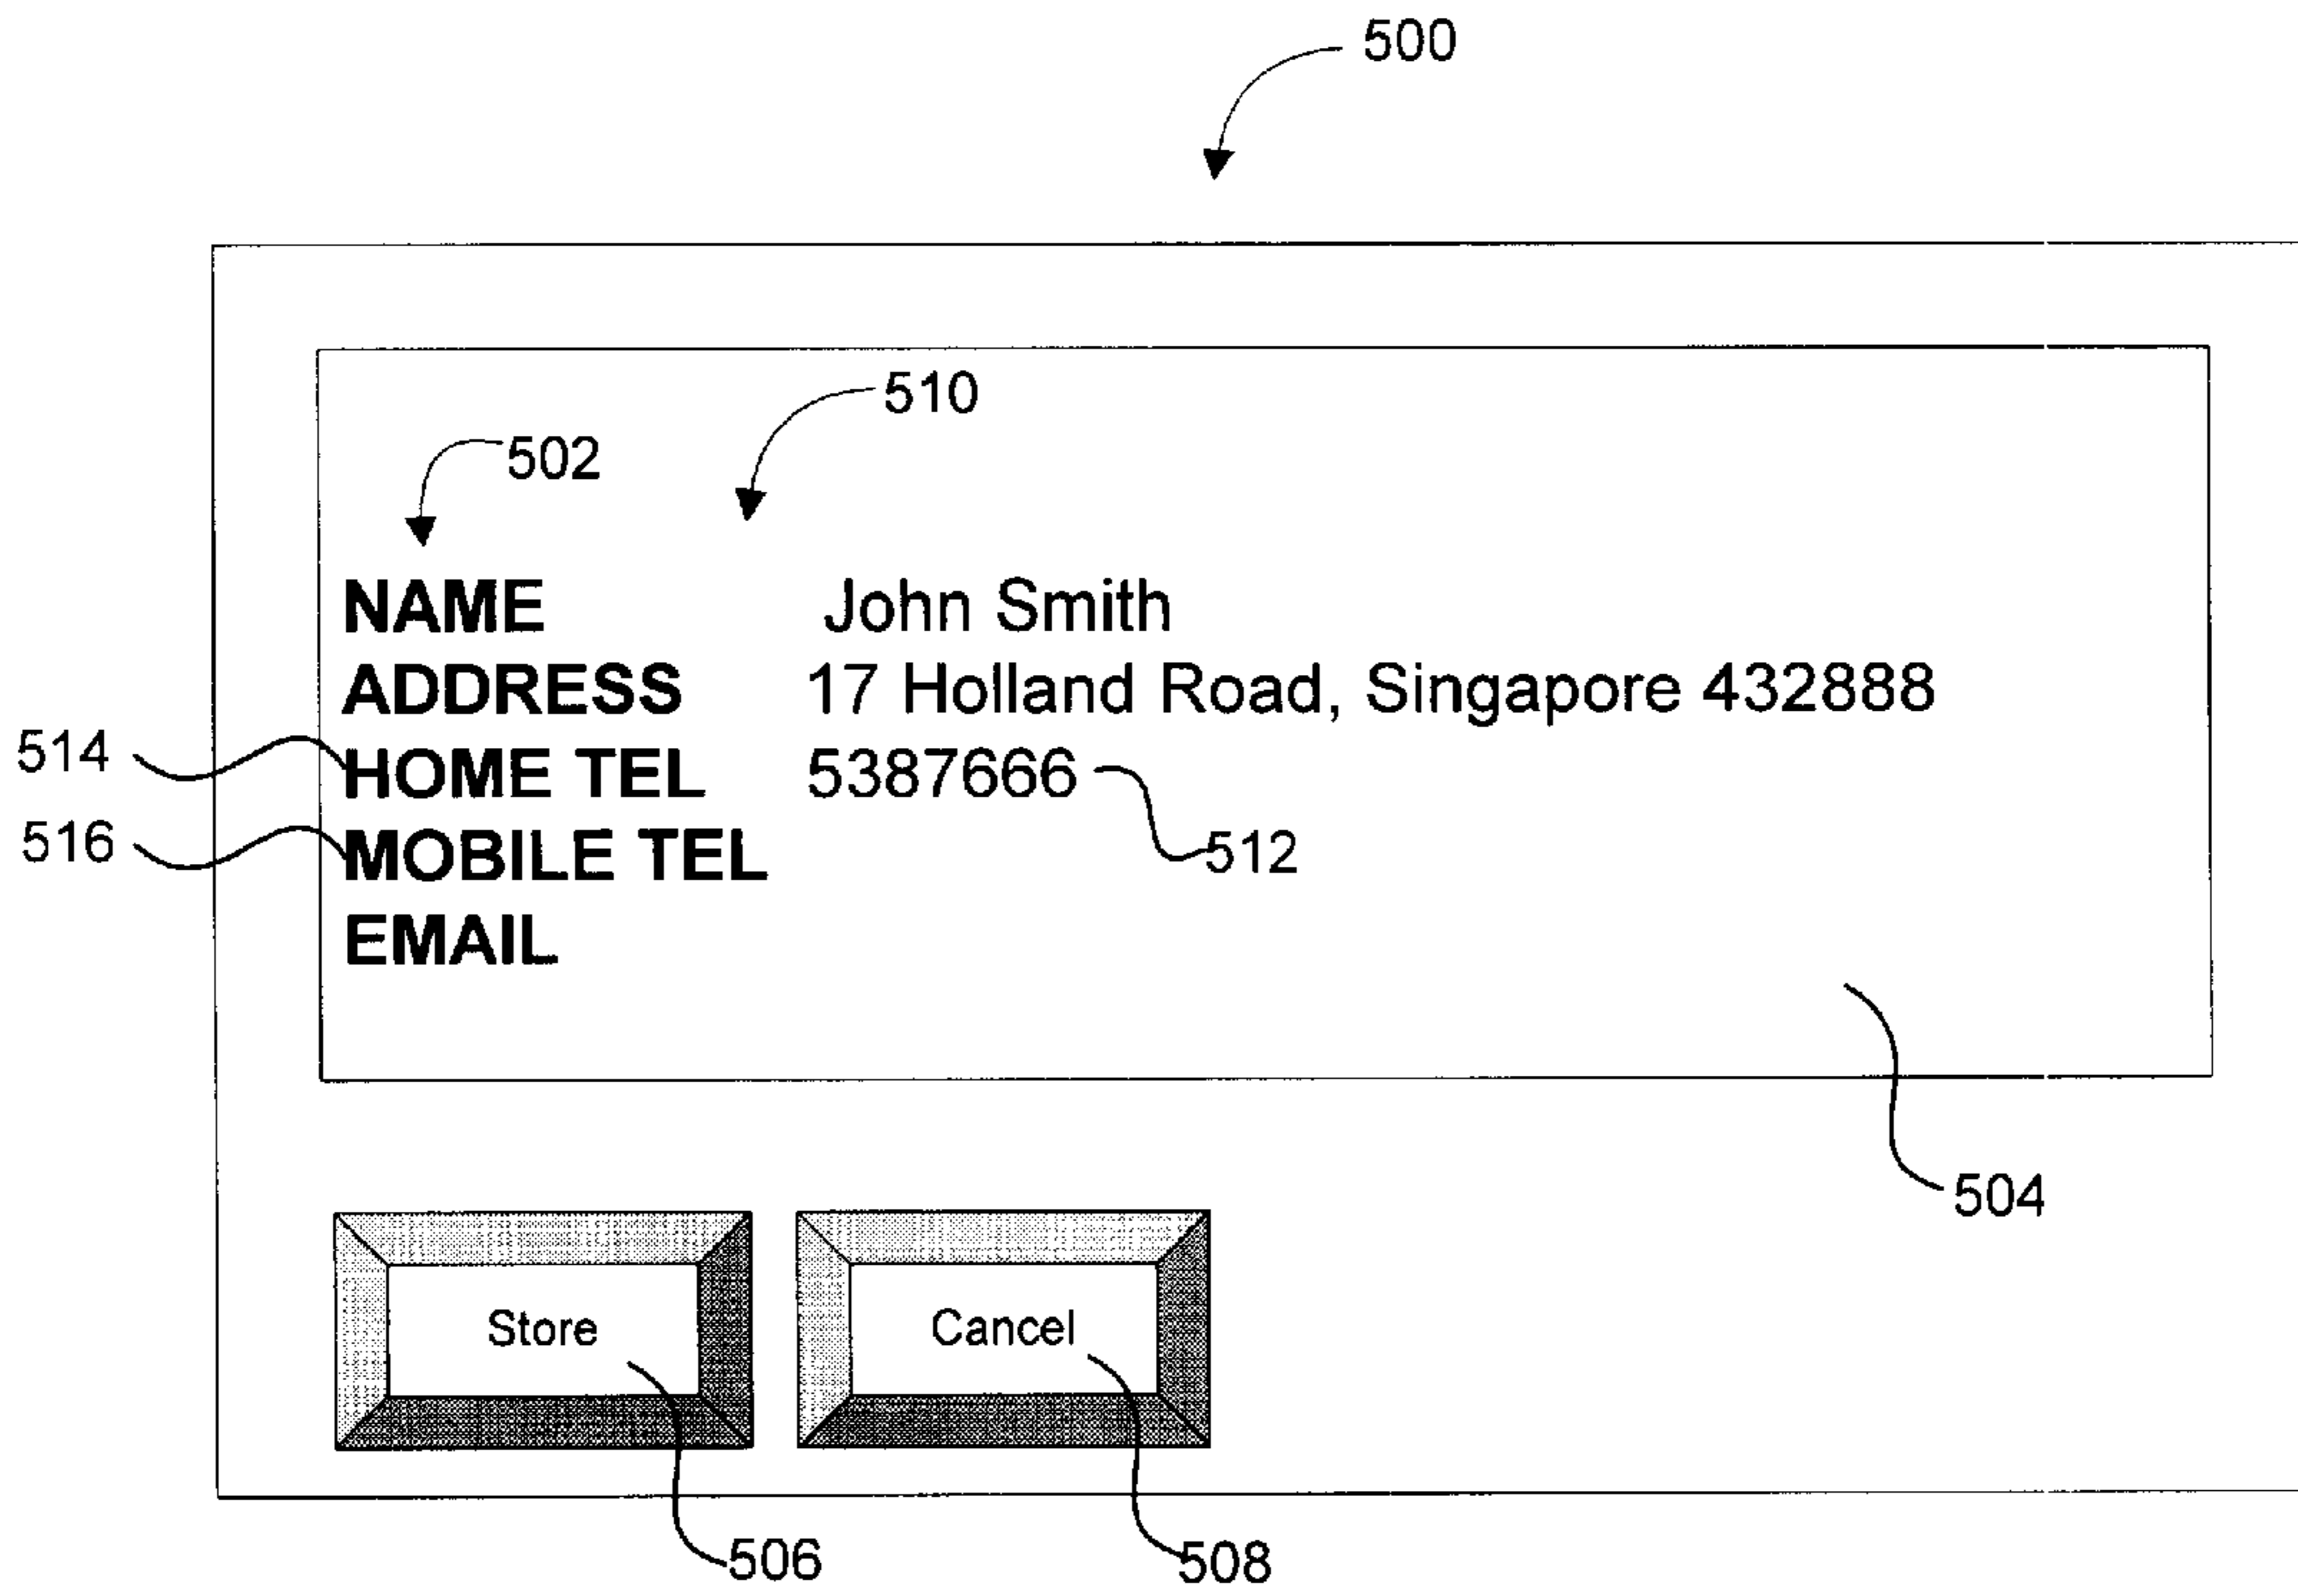 500
510
502
NAME John Smith
ADDRESS 17 Holland Road, Singapore 432888
514 HOME TEL 5387666
516 MOBILE TEL 512
EMAIL
504
Store Cancel
506 508